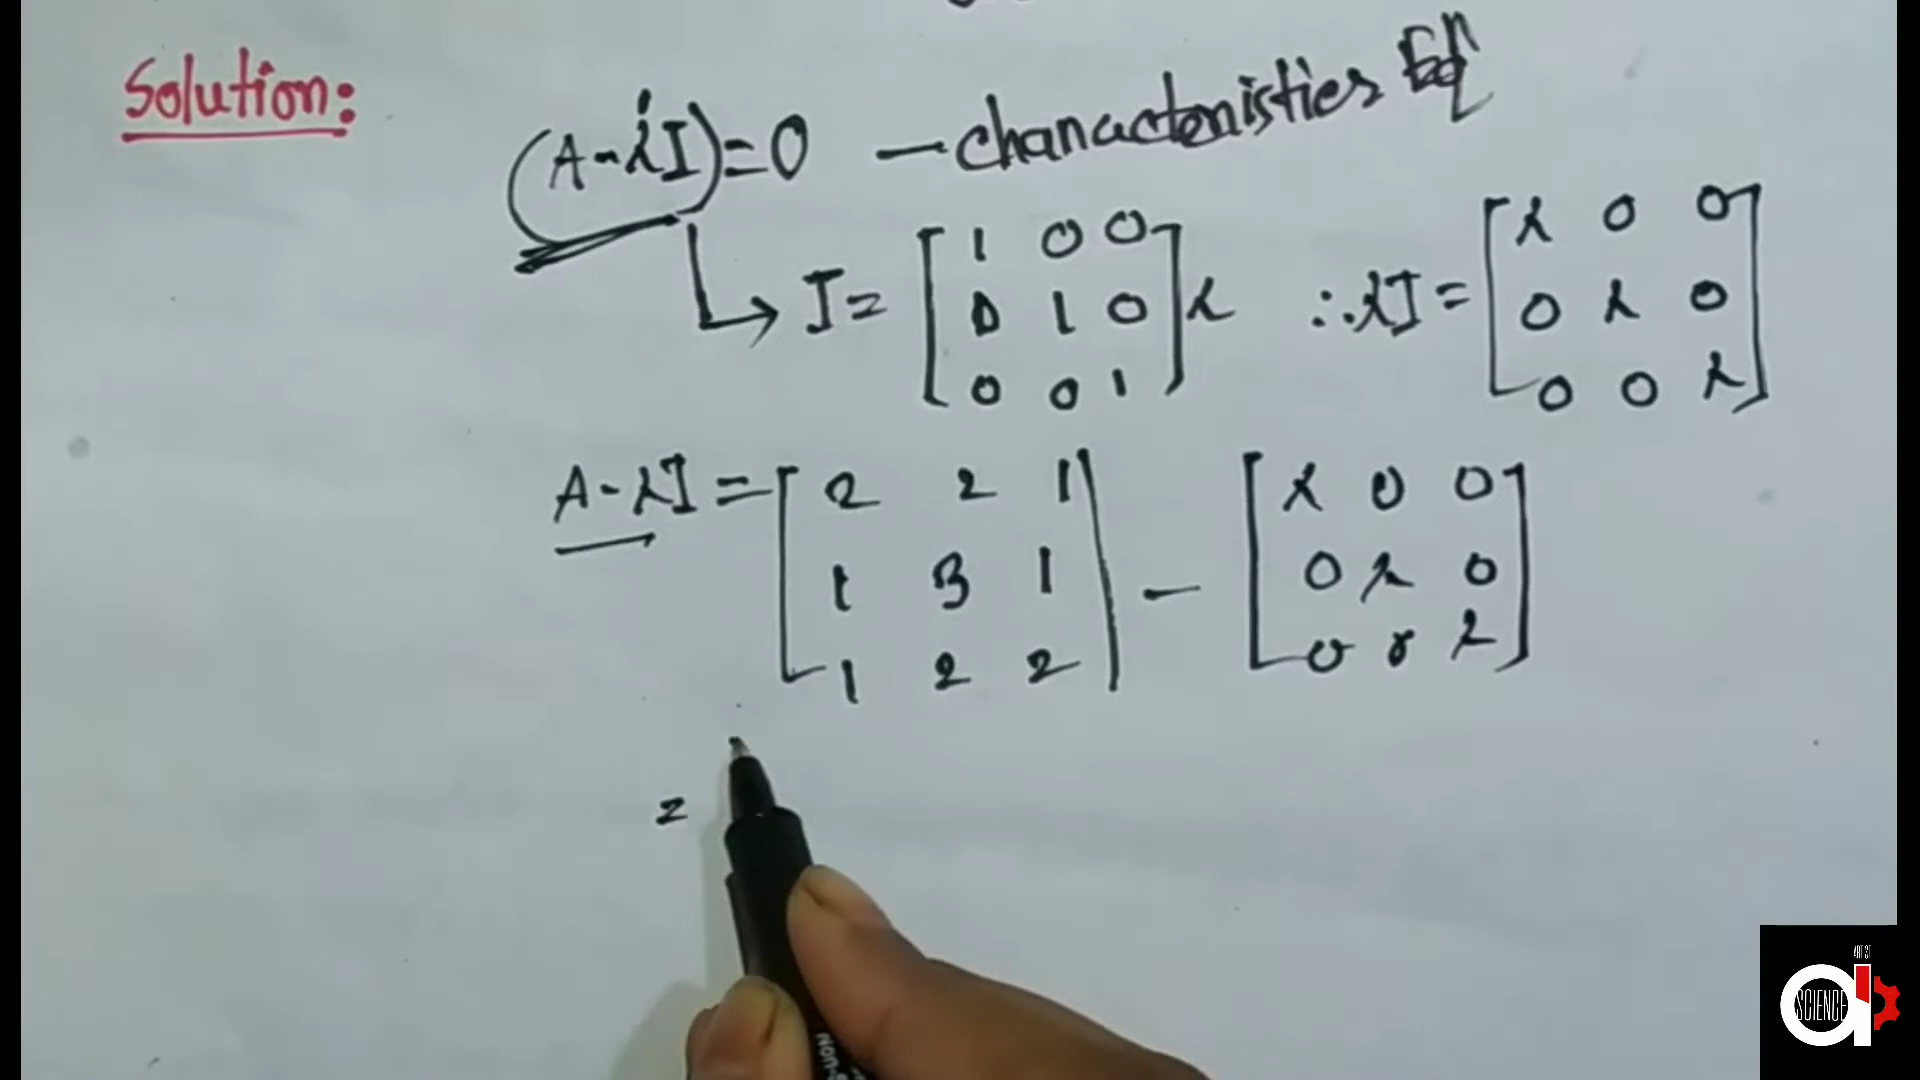 Solution:
(A-λI)=0 - characteristics Eqn
I= [1 0 0] λ ∴λI= [λ 0 0]
[0 1 0] [0 λ 0]
[0 0 1] [0 0 λ]
A-λI= [2 2 1] - [λ 0 0]
[1 3 1] [0 λ 0]
[1 2 2] [0 0 λ]
=
SCIENCE